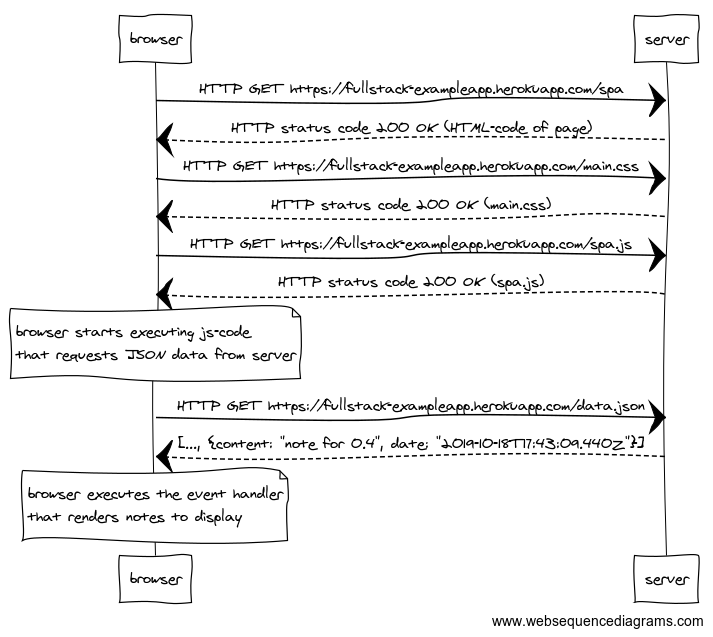 browser
server
HTTP GET https://fullstack-exampleapp.herokuapp.com/spa
HTTP status code 200 OK (HTML-code of page)
HTTP GET https://fullstack-exampleapp.herokuapp.com/main.css
HTTP status code 200 OK (main.css)
HTTP GET https://fullstack-exampleapp.herokuapp.com/spa.js
HTTP status code 200 OK (spa.js)
browser starts executing js-code
that requests JSON data from server
HTTP GET https://fullstack-exampleapp.herokuapp.com/data.json
[..., {content: "note for 0.4", date: "2019-10-18T17:43:09.440Z"}]
browser executes the event handler
that renders notes to display
browser
server
www.websequencediagrams.com